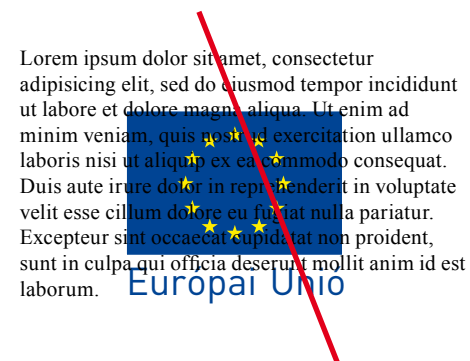 Lorem ipsum dolor sit amet, consectetur
adipisicing elit, sed do eiusmod tempor incididunt
ut labore et dolore magna aliqua. Ut enim ad
minim veniam, quis nostrud exercitation ullamco
laboris nisi ut aliquip ex ea commodo consequat.
Duis aute irure dolor in reprehenderit in voluptate
velit esse cillum dolore eu fugiat nulla pariatur.
Excepteur sint occaecat cupidatat non proident,
sunt in culpa qui officia deserunt mollit anim id est
laborum.
Európai Unió